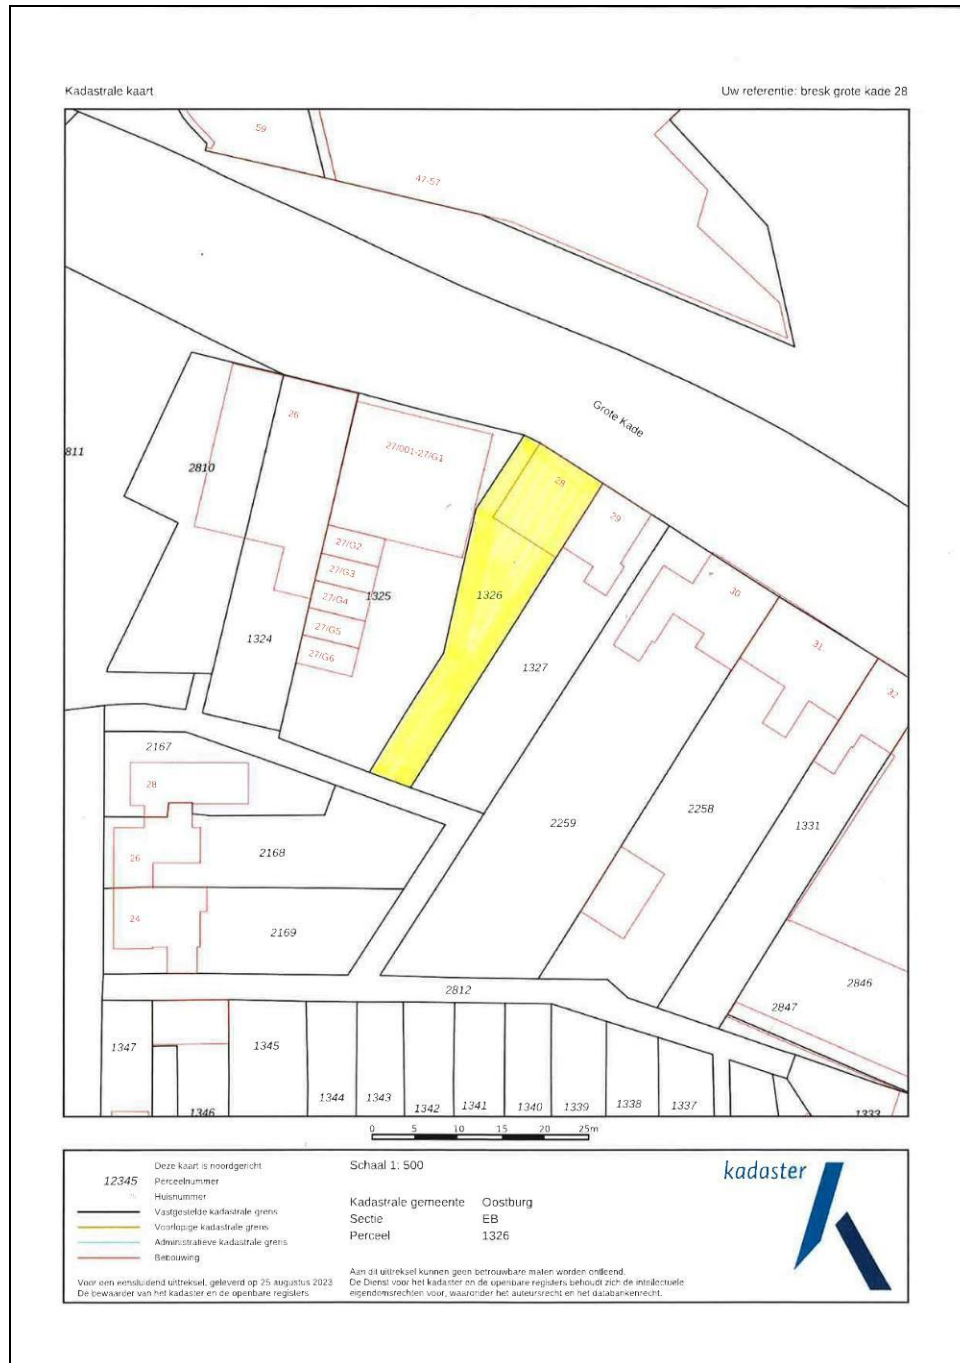 Kadastrale kaart
Uw referentie: bresk grote kade 28
59
47-57
Grote Kade
811
2810
26
27/001-27/G1
28
29
27/G2
27/G3
27/G4
27/G5
27/G6
1325
1326
30
1324
1327
31
32
2167
28
2259
2258
1331
26
2168
24
2169
2812
2846
2847
1347
1345
1346
1344
1343
1342
1341
1340
1339
1338
1337
1333
0 5 10 15 20 25m
Deze kaart is noordgericht
12345 Perceelnummer
Huisnummer
Vastgestelde kadastrale grens
Voorlopige kadastrale grens
Administratieve kadastrale grens
Bebouwing
Voor een eensluidend uittreksel, geleverd op 25 augustus 2023
De bewaarder van het kadaster en de openbare registers
Schaal 1: 500
Kadastrale gemeente Oostburg
Sectie EB
Perceel 1326
Aan dit uittreksel kunnen geen betrouwbare maten worden ontleend.
De Dienst voor het kadaster en de openbare registers behoudt zich de intellectuele
eigendomsrechten voor, waaronder het auteursrecht en het databankenrecht.
kadaster